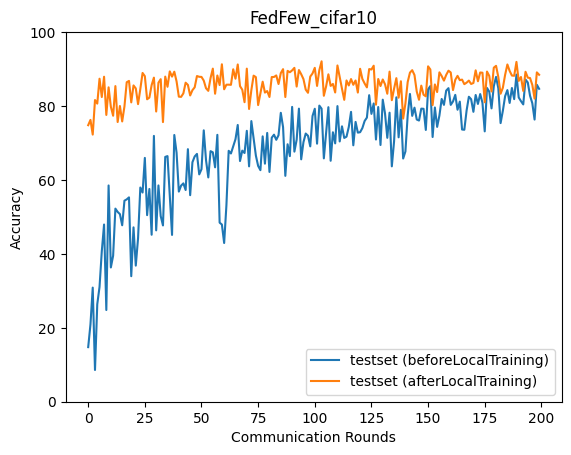 FedFew_cifar10
Accuracy
100
80
60
40
20
0
testset (beforeLocalTraining)
testset (afterLocalTraining)
0 25 50 75 100 125 150 175 200
Communication Rounds